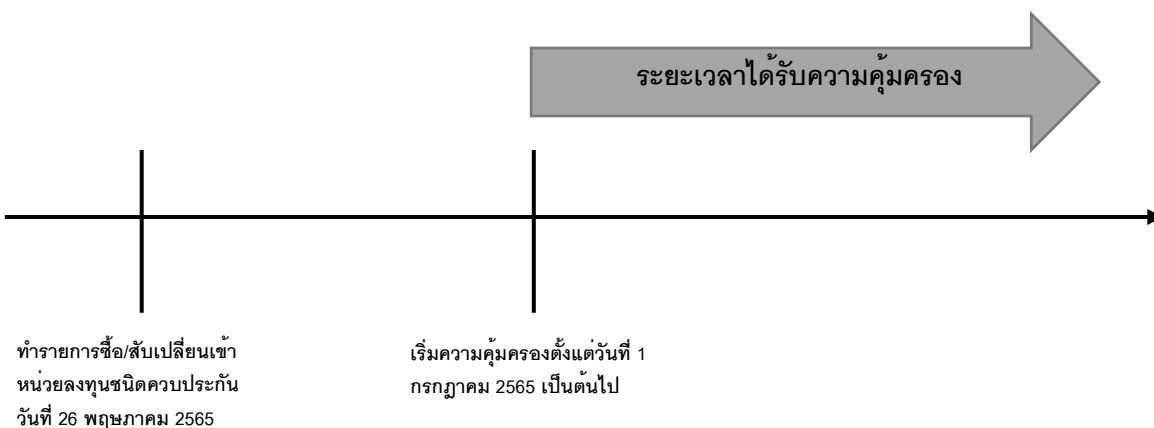 ระยะเวลาได้รับความคุ้มครอง
ทำรายการซื้อ/สับเปลี่ยนเข้า
หน่วยลงทุนชนิดควบประกัน
วันที่ 26 พฤษภาคม 2565
เริ่มความคุ้มครองตั้งแต่วันที่ 1
กรกฎาคม 2565 เป็นต้นไป